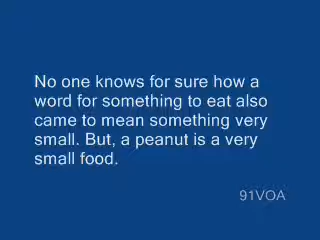 No one knows for sure how a
word for something to eat also
came to mean something very
small. But, a peanut is a very
small food.
91VOA